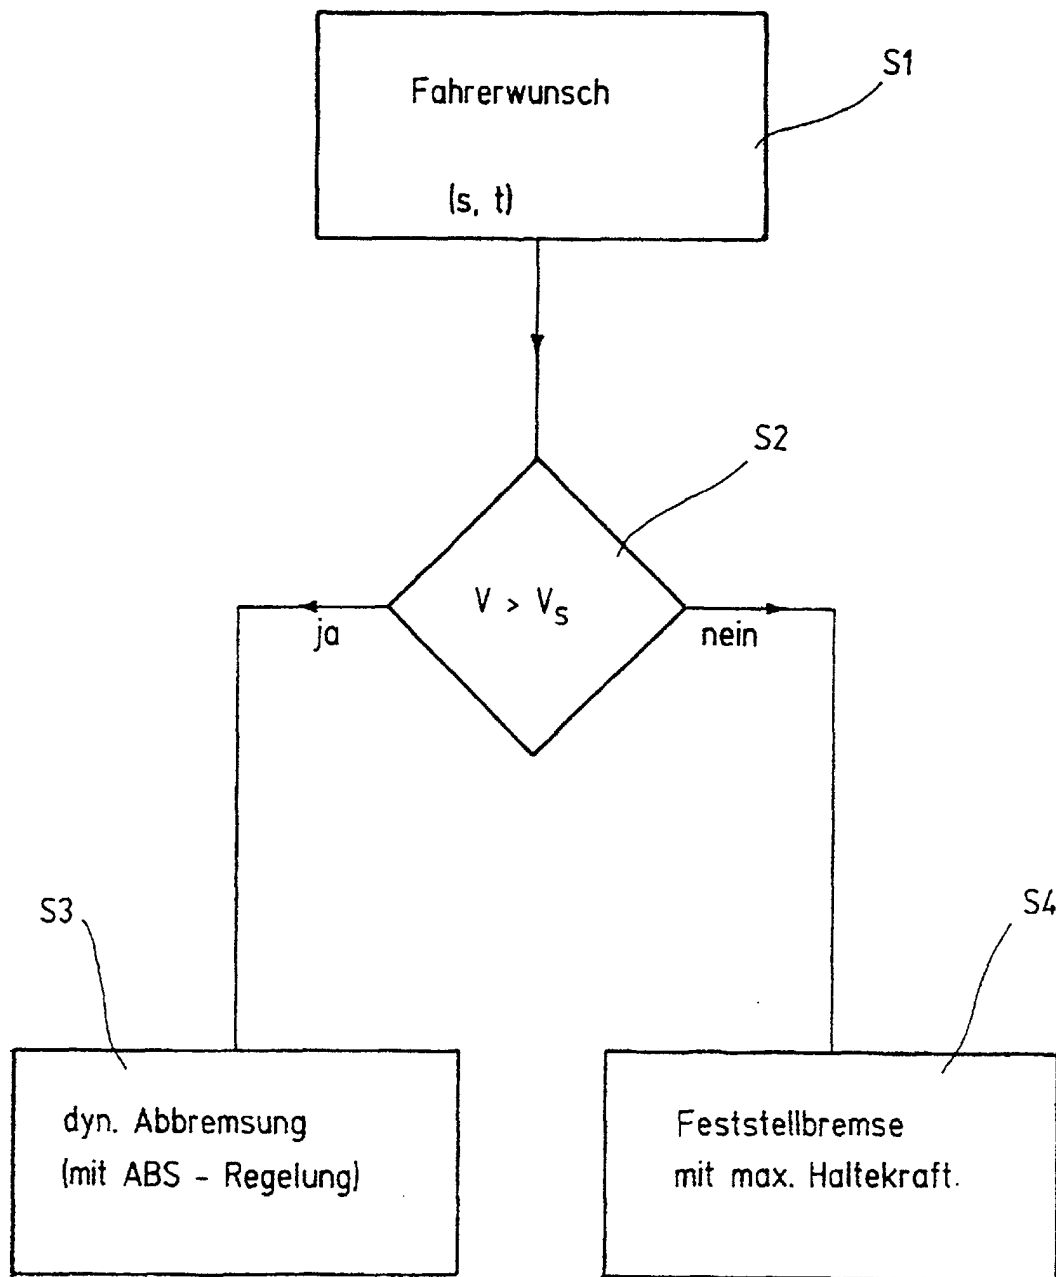 Fahrerwunsch
S1
(s, t)
S2
V > Vs
ja
nein
S3
S4
dyn. Abbremsung
(mit ABS - Regelung)
Feststellbremse
mit max. Haltekraft.